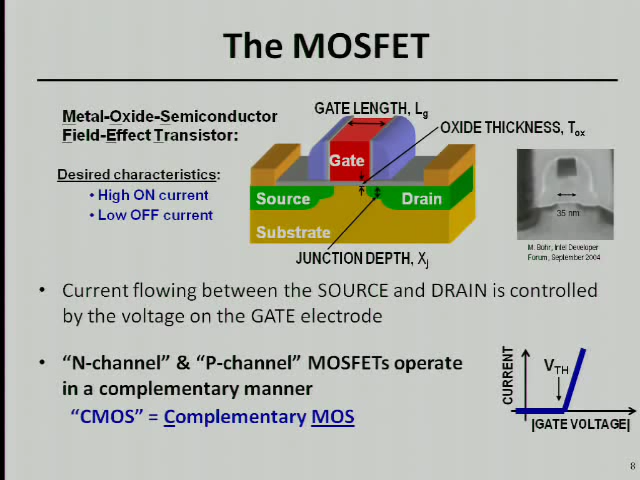 The MOSFET
Metal-Oxide-Semiconductor
Field-Effect Transistor:
Desired characteristics:
• High ON current
• Low OFF current
GATE LENGTH, Lg
OXIDE THICKNESS, Tox
Gate
Source
Drain
Substrate
JUNCTION DEPTH, Xj
35 nm
M. Bohr, Intel Developer
Forum, September 2004
• Current flowing between the SOURCE and DRAIN is controlled
by the voltage on the GATE electrode
• “N-channel” & “P-channel” MOSFETs operate
in a complementary manner
“CMOS” = Complementary MOS
CURRENT
VTH
|GATE VOLTAGE|
8